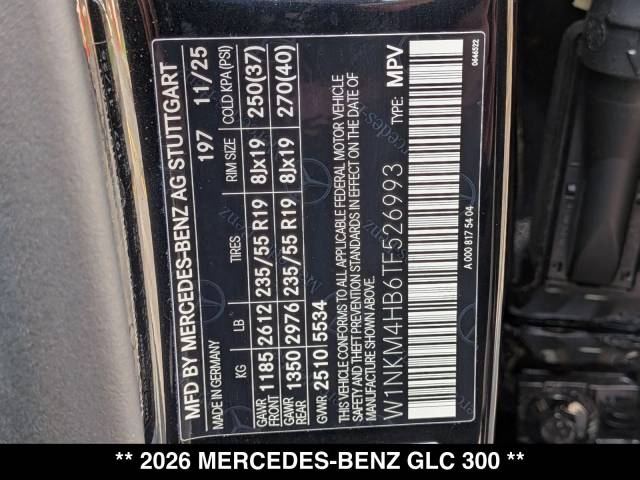 MFD BY MERCEDES-BENZ AG STUTTGART
MADE IN GERMANY 197 11/25
KG LB TIRES RIM SIZE COLD KPA(PSI)
GAWR FRONT 1185 2612 235/55 R19 8Jx19 250(37)
GAWR REAR 1350 2976 235/55 R19 8Jx19 270(40)
GVWR 2510 5534
THIS VEHICLE CONFORMS TO ALL APPLICABLE FEDERAL MOTOR VEHICLE
SAFETY AND THEFT PREVENTION STANDARDS IN EFFECT ON THE DATE OF
MANUFACTURE SHOWN ABOVE.
W1NKM4HB6TF526993 TYPE: MPV
A 000 817 54 04 0646522
** 2026 MERCEDES-BENZ GLC 300 **